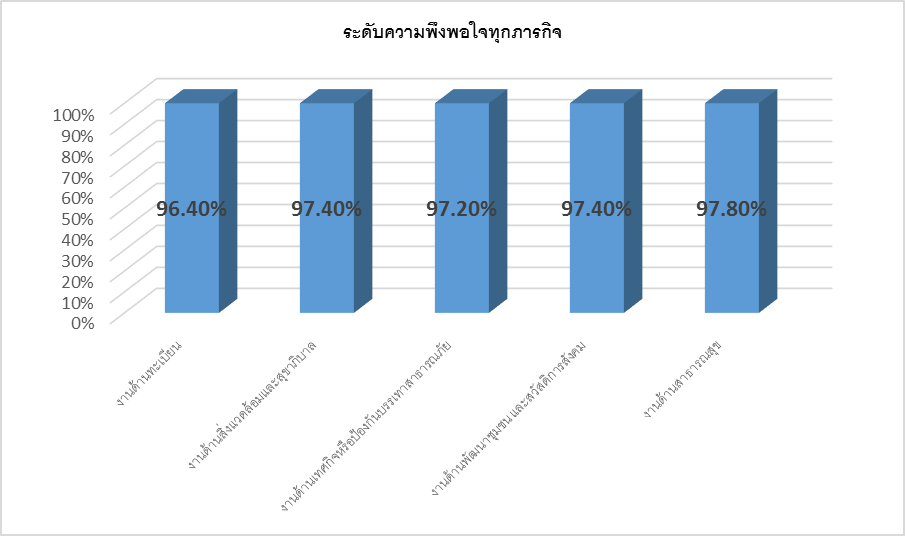 ระดับความพึงพอใจทุกภารกิจ
100%
90%
80%
70%
60%
50%
40%
30%
20%
10%
0%
96.40% 97.40% 97.20% 97.40% 97.80%
งานด้านทะเบียน
งานด้านสิ่งแวดล้อมและสุขาภิบาล
งานด้านเทศกิจหรือป้องกันบรรเทาสาธารณภัย
งานด้านพัฒนาชุมชน และสวัสดิการสังคม
งานด้านสาธารณสุข